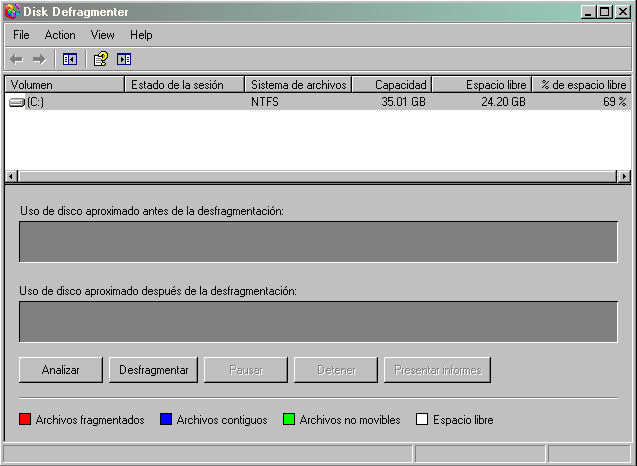 Disk Defragmenter
File Action View Help
Volumen Estado de la sesión Sistema de archivos Capacidad Espacio libre % de espacio libre
(C:) NTFS 35.01 GB 24.20 GB 69 %
Uso de disco aproximado antes de la desfragmentación:
Uso de disco aproximado después de la desfragmentación:
Analizar Desfragmentar Pausar Detener Presentar informes
Archivos fragmentados Archivos contiguos Archivos no movibles Espacio libre